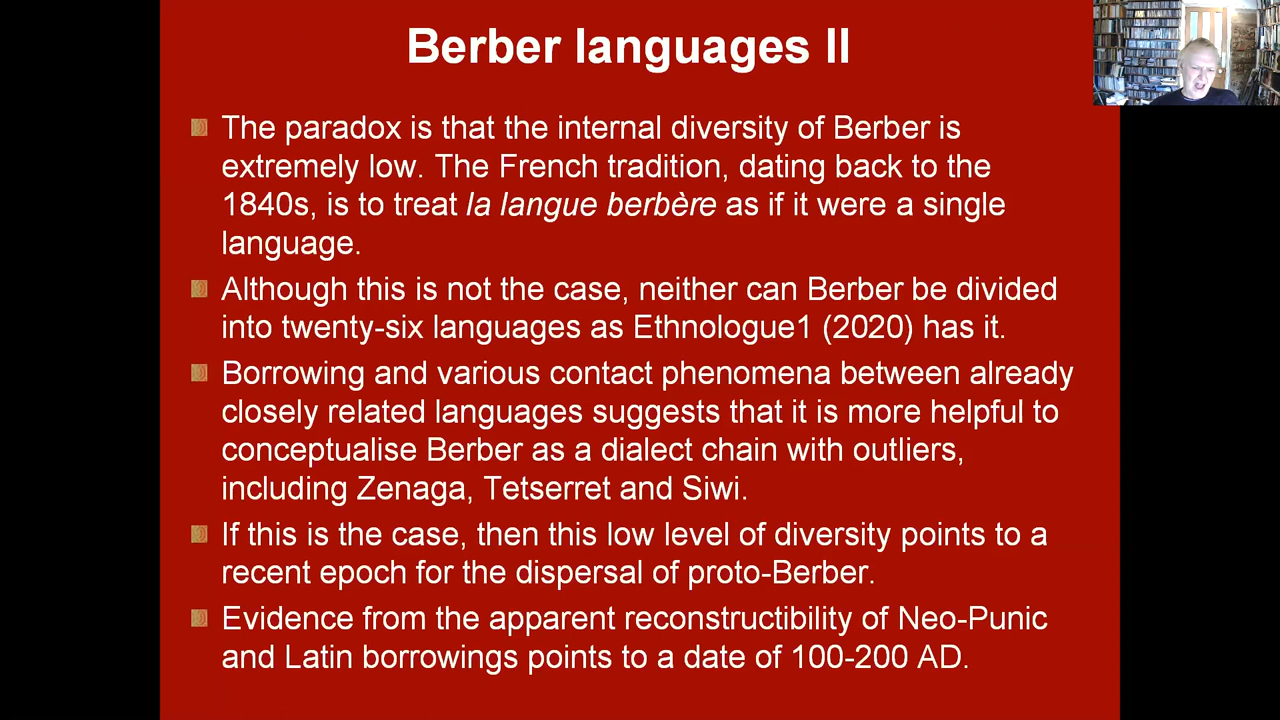 Berber languages II
The paradox is that the internal diversity of Berber is
extremely low. The French tradition, dating back to the
1840s, is to treat la langue berbère as if it were a single
language.
Although this is not the case, neither can Berber be divided
into twenty-six languages as Ethnologue1 (2020) has it.
Borrowing and various contact phenomena between already
closely related languages suggests that it is more helpful to
conceptualise Berber as a dialect chain with outliers,
including Zenaga, Tetserret and Siwi.
If this is the case, then this low level of diversity points to a
recent epoch for the dispersal of proto-Berber.
Evidence from the apparent reconstructibility of Neo-Punic
and Latin borrowings points to a date of 100-200 AD.